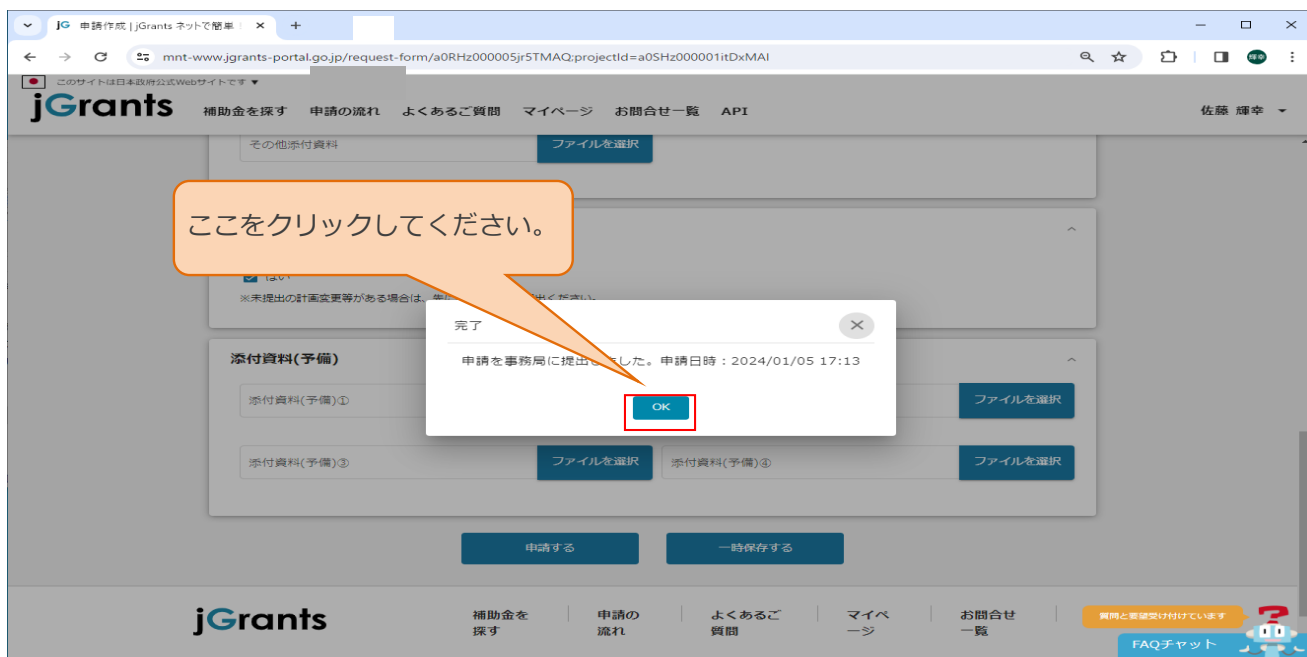 jG 申請作成 | jGrants ネットで簡単
mnt-www.jgrants-portal.go.jp/request-form/a0RHz000005jr5TMAQ;projectId=a0SHz000001itDxMAI
輝幸
このサイトは日本政府公式Webサイトです ▼
jGrants 補助金を探す 申請の流れ よくあるご質問 マイページ お問合せ一覧 API 佐藤 輝幸
その他添付資料 ファイルを選択
ここをクリックしてください。
はい
※未提出の計画変更等がある場合は、
ください。
完了
申請を事務局に提出しました。申請日時：2024/01/05 17:13
OK
添付資料(予備)
添付資料(予備)① ファイルを選択
添付資料(予備)③ ファイルを選択 添付資料(予備)④ ファイルを選択
申請する 一時保存する
jGrants
補助金を探す
申請の流れ
よくあるご質問
マイページ
お問合せ一覧
質問と要望受け付けています
FAQチャット